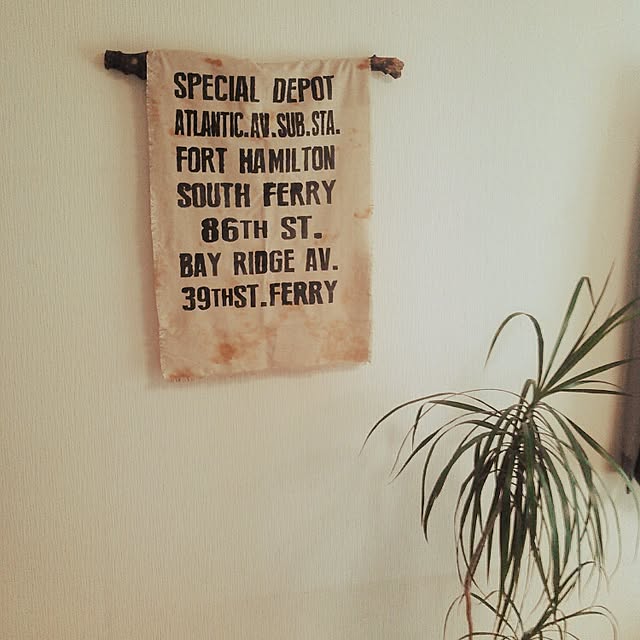 SPECIAL DEPOT
ATLANTIC.AV.SUB.STA.
FORT HAMILTON
SOUTH FERRY
86TH ST.
BAY RIDGE AV.
39THST.FERRY